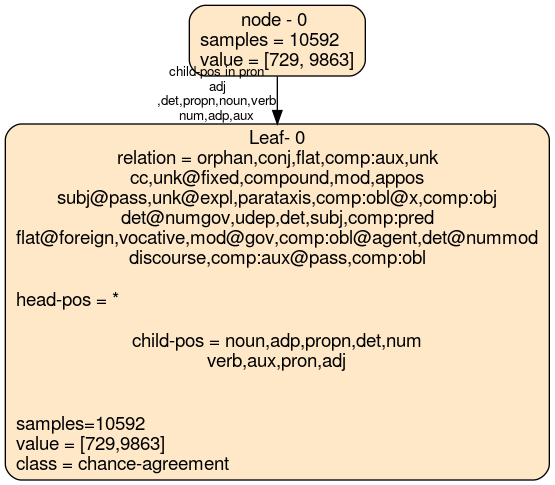 node - 0
samples = 10592
value = [729, 9863]
child-pos in pron
adj
,det,propn,noun,verb
num,adp,aux
Leaf- 0
relation = orphan,conj,flat,comp:aux,unk
cc,unk@fixed,compound,mod,appos
subj@pass,unk@expl,parataxis,comp:obl@x,comp:obj
det@numgov,udep,det,subj,comp:pred
flat@foreign,vocative,mod@gov,comp:obl@agent,det@nummod
discourse,comp:aux@pass,comp:obl
head-pos = *
child-pos = noun,adp,propn,det,num
verb,aux,pron,adj
samples=10592
value = [729,9863]
class = chance-agreement